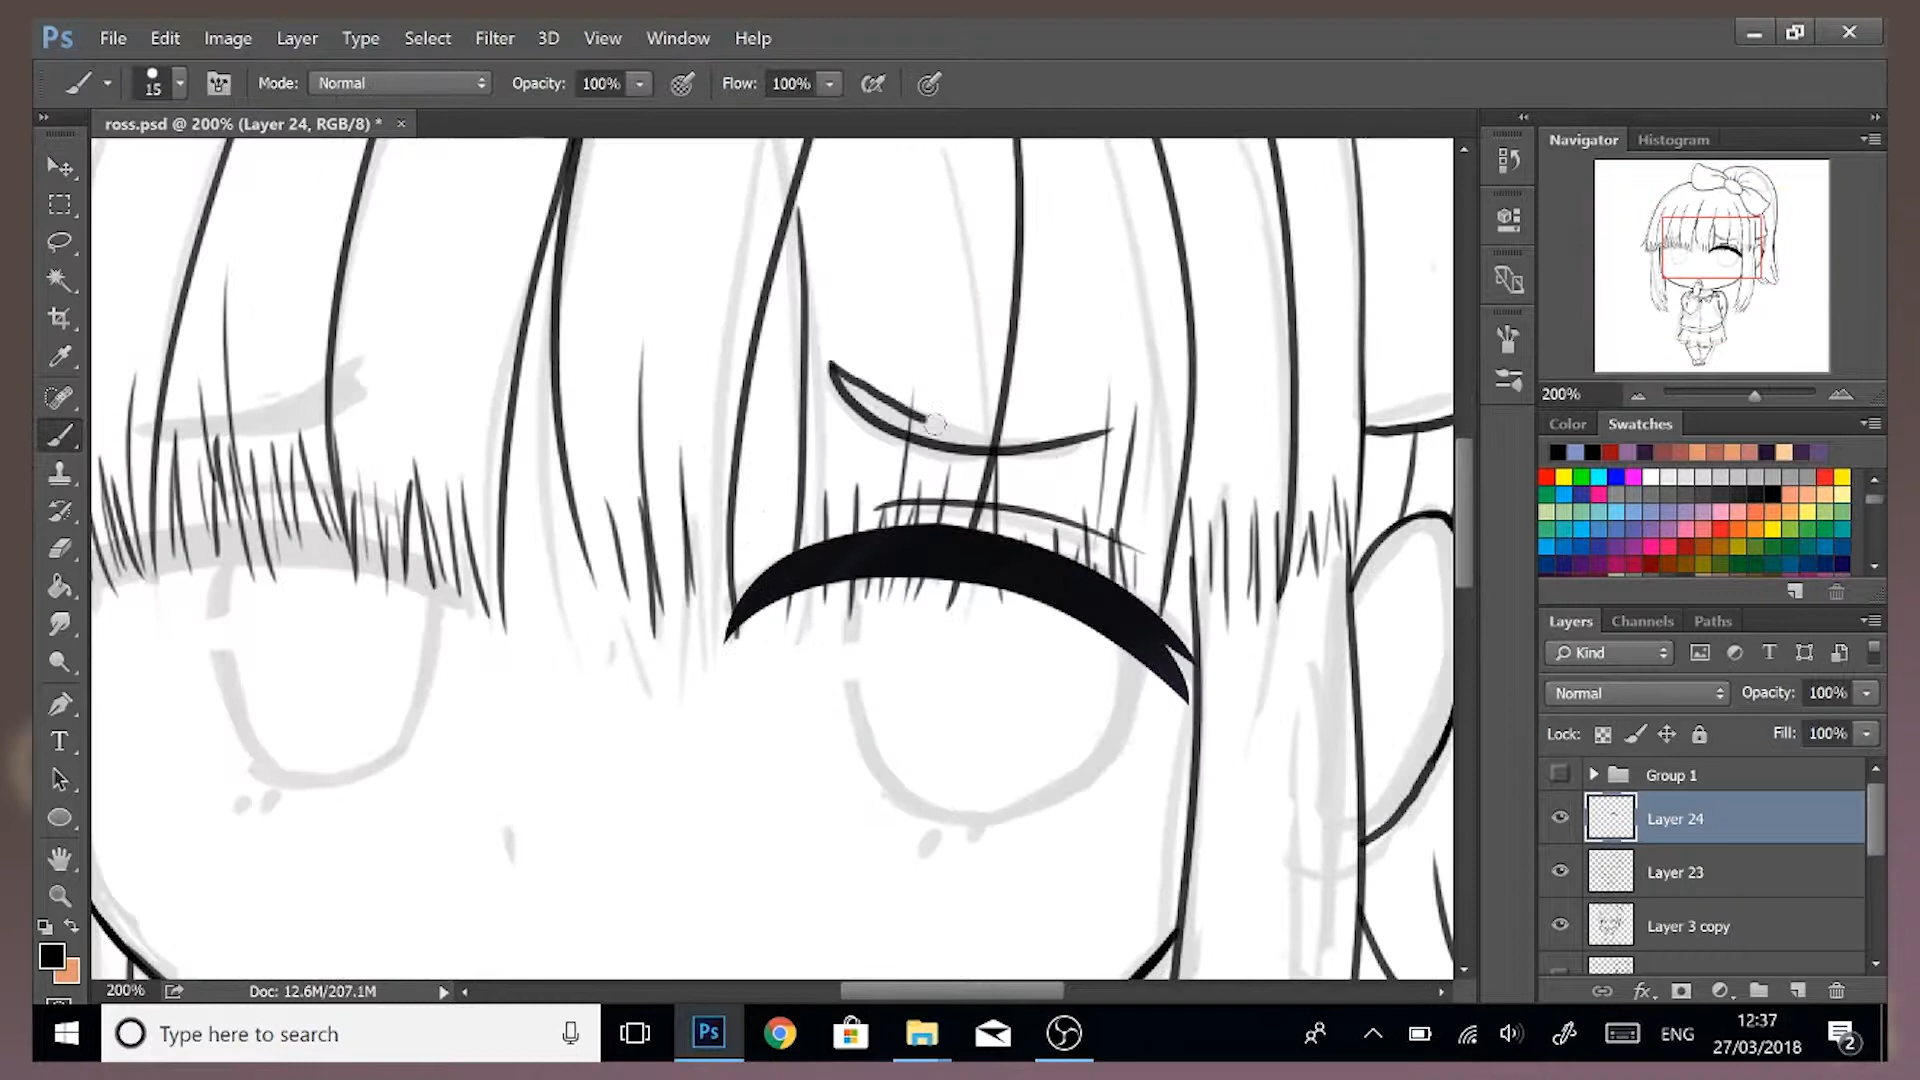 Ps File Edit Image Layer Type Select Filter 3D View Window Help
15 Mode: Normal Opacity: 100% Flow: 100%
ross.psd @ 200% (Layer 24, RGB/8) * ×
Navigator Histogram
200%
Color Swatches
Layers Channels Paths
Kind
Normal Opacity: 100%
Lock: Fill: 100%
Group 1
Layer 24
Layer 23
Layer 3 copy
200% Doc: 12.6M/207.1M
Type here to search
Ps
ENG
12:37
27/03/2018
2